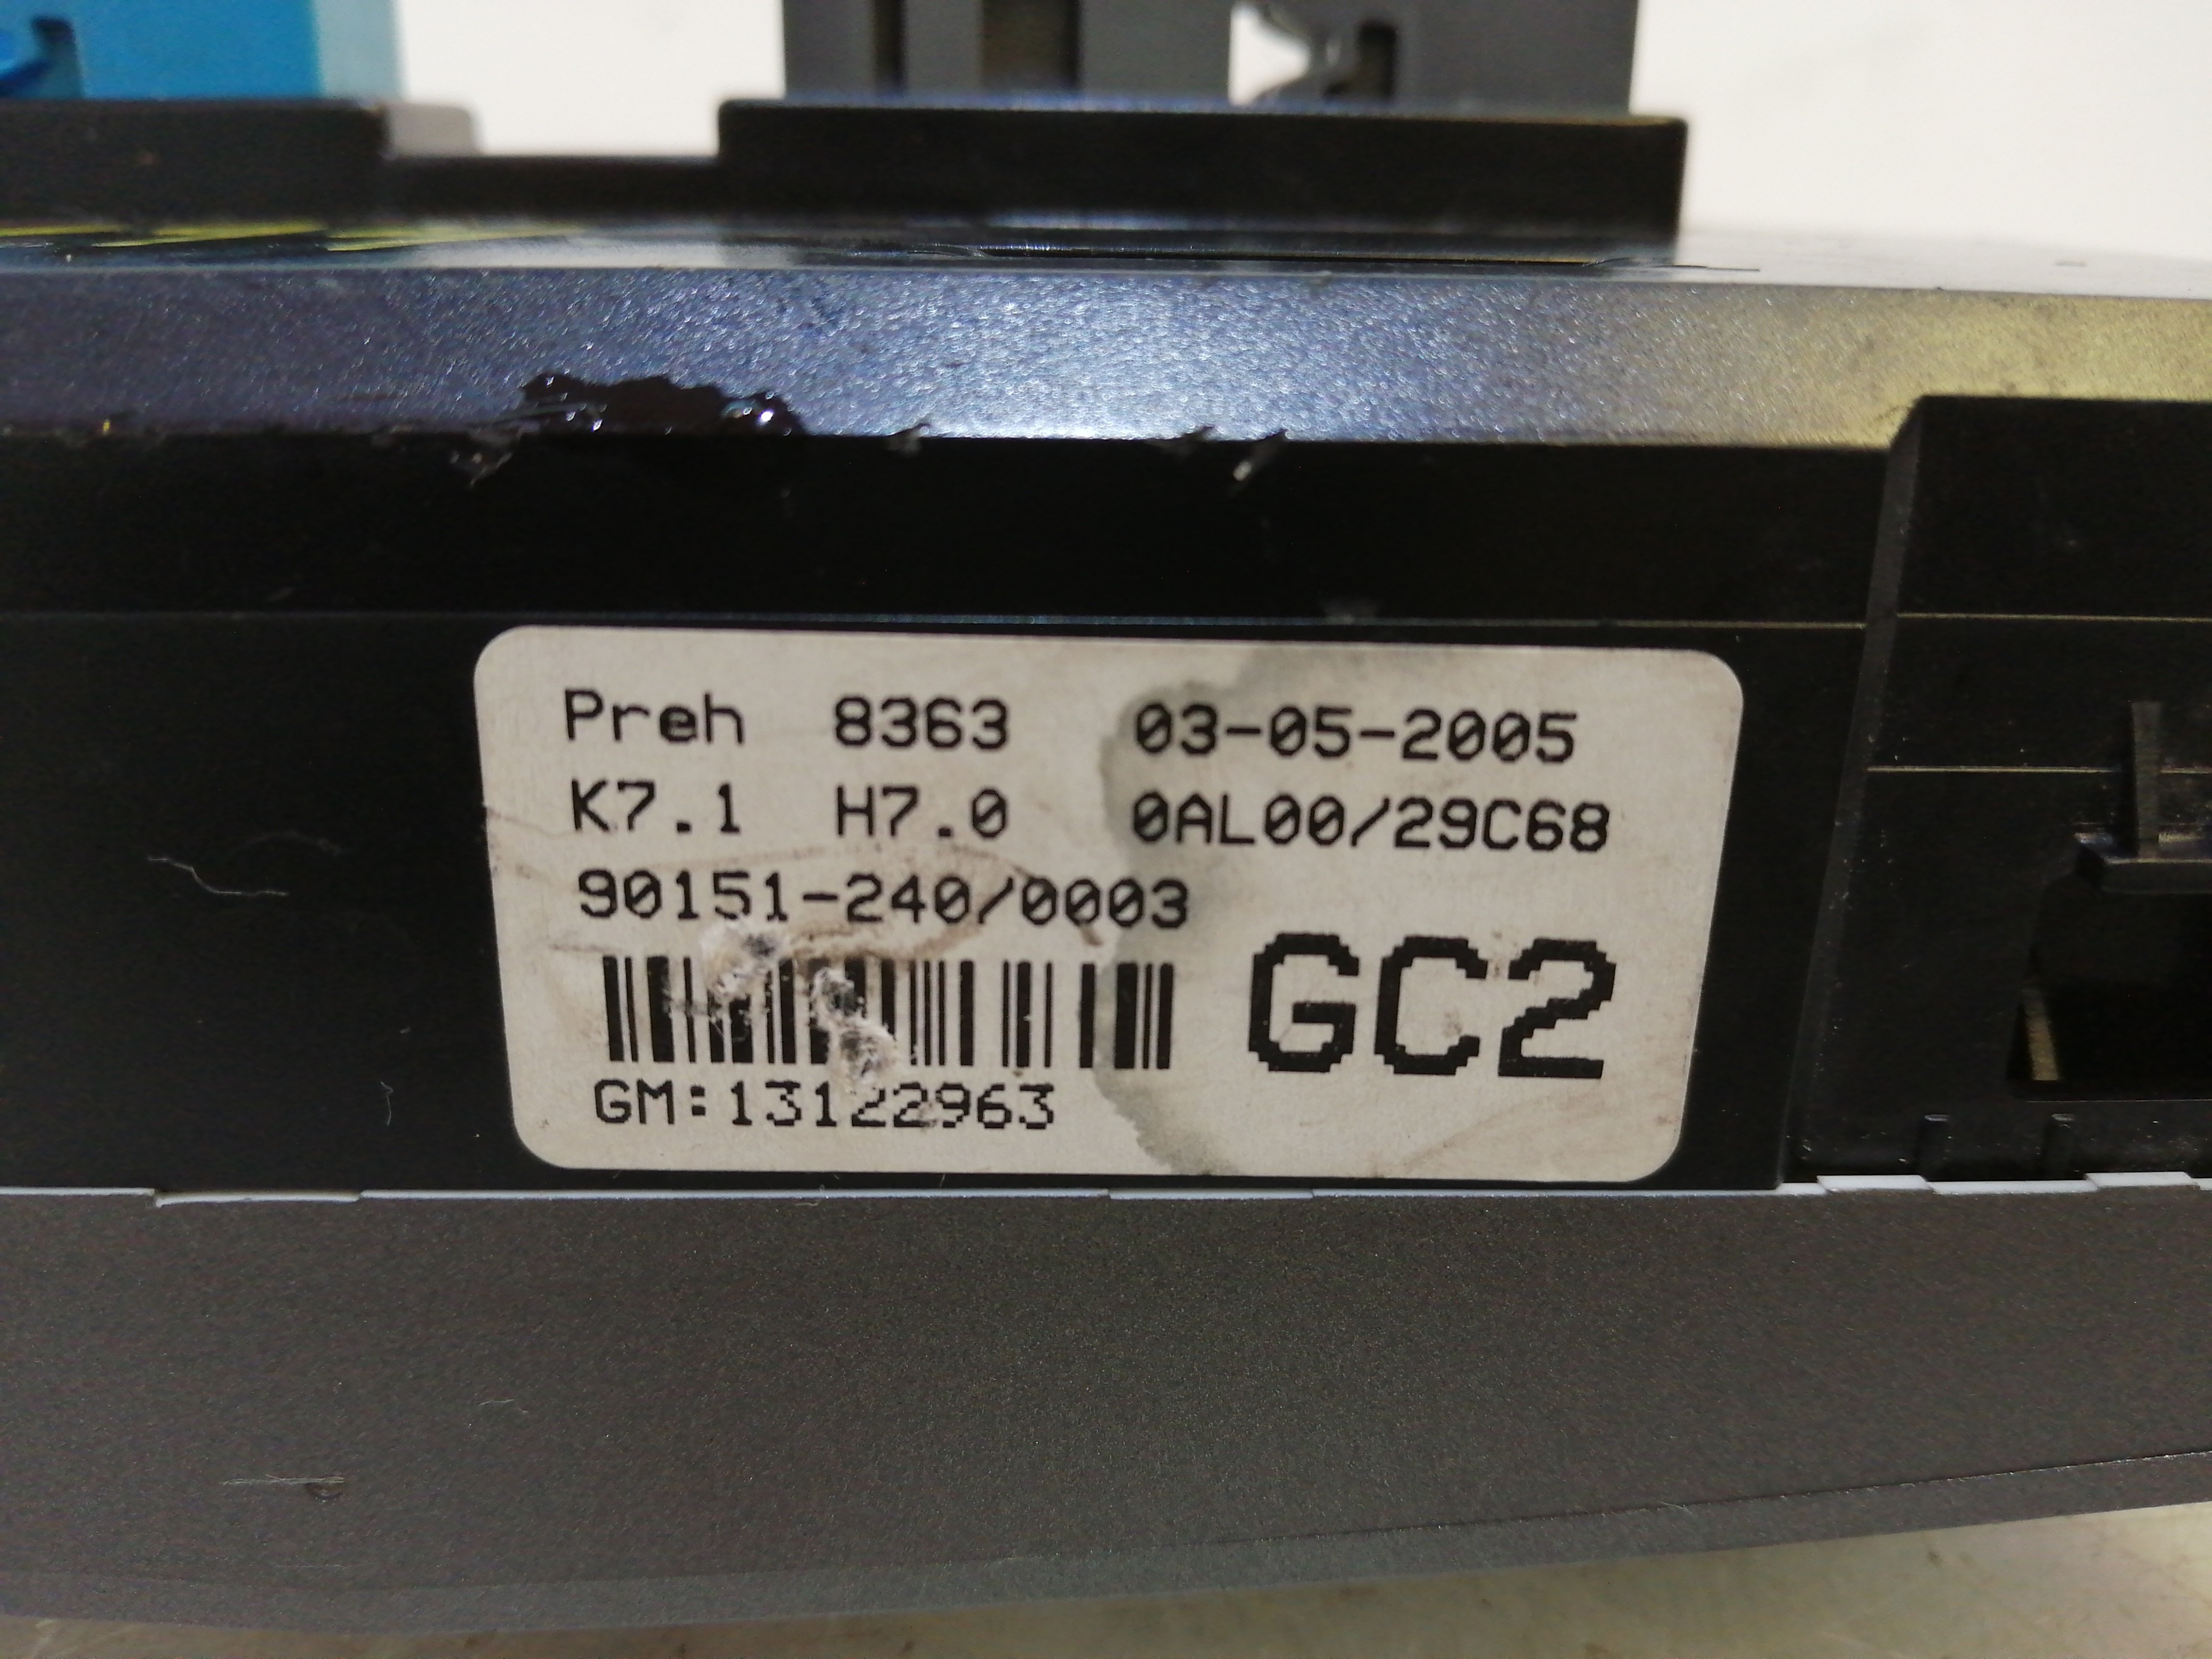 Preh 8363 03-05-2005
K7.1 H7.0 0AL00/29C68
90151-240/0003
GC2
GM:13122963